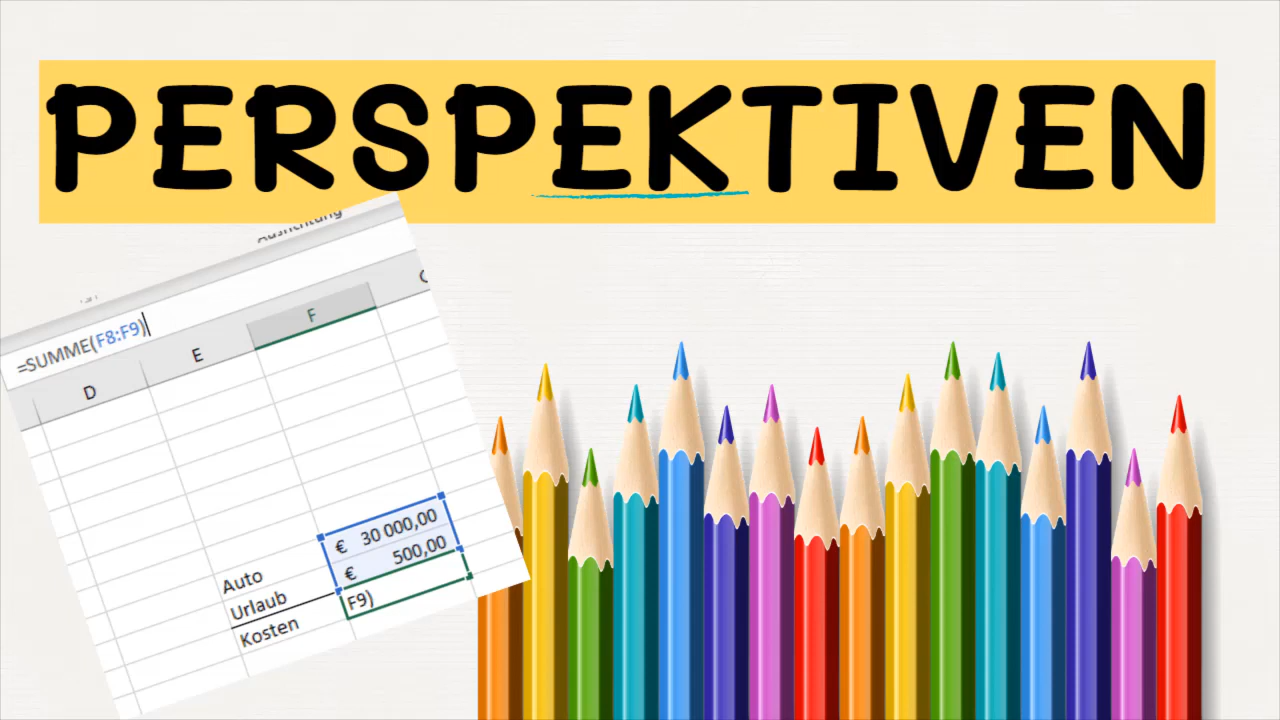 PERSPEKTIVEN
Ausrichtung
=SUMME(F8:F9)
D E F
Auto € 30 000,00
Urlaub € 500,00
Kosten F9)